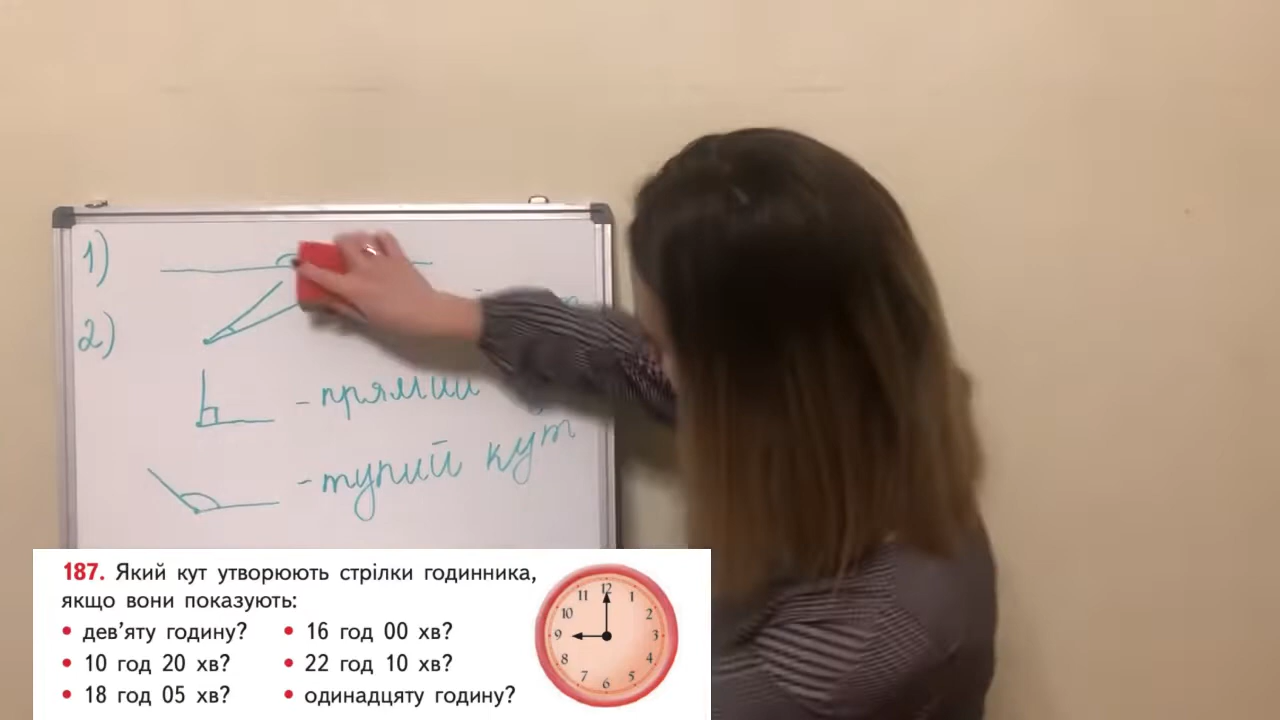 1)
2)
- прямий
- тупий кут
187. Який кут утворюють стрілки годинника,
якщо вони показують:
• дев’яту годину?
• 10 год 20 хв?
• 18 год 05 хв?
• 16 год 00 хв?
• 22 год 10 хв?
• одинадцяту годину?
12
1
2
3
4
5
6
7
8
9
10
11